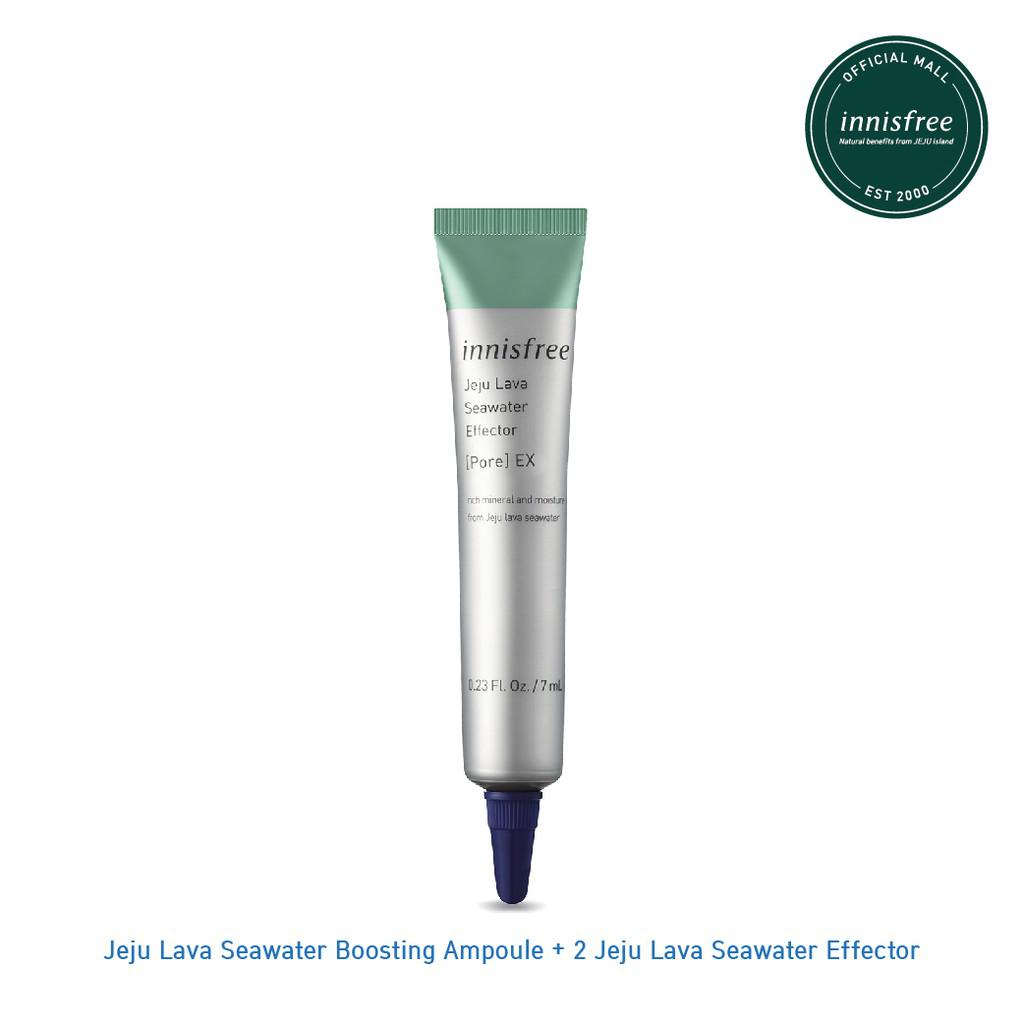 OFFICIAL MALL
innisfree
Natural benefits from JEJU island
EST 2000
innisfree
Jeju Lava
Seawater
Effector
[Pore] EX
rich mineral and moisture
from Jeju lava seawater
0.23 Fl. Oz. / 7 mL
Jeju Lava Seawater Boosting Ampoule + 2 Jeju Lava Seawater Effector